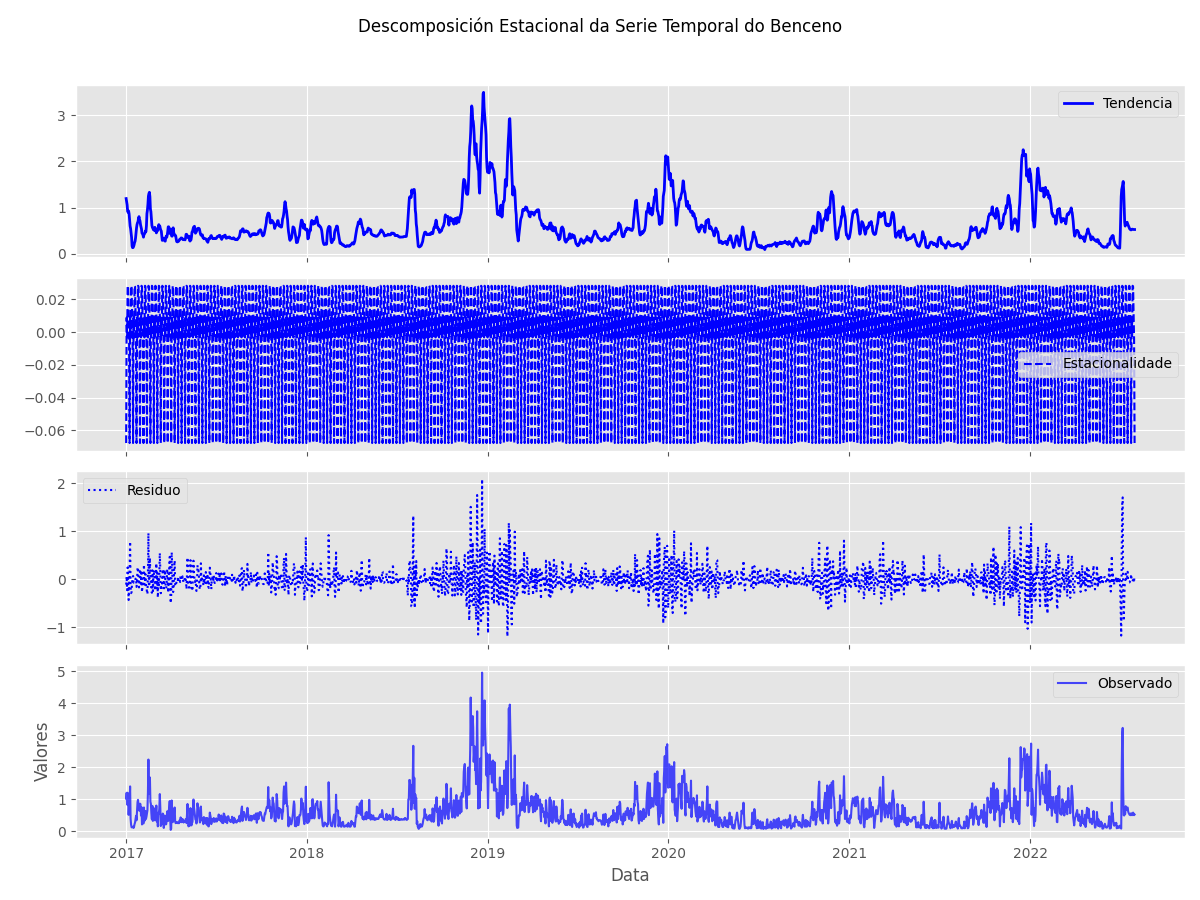 Descomposición Estacional da Serie Temporal do Benceno
Tendencia
3
2
1
0
0.02
0.00
−0.02
−0.04
−0.06
Estacionalidade
Residuo
2
1
0
−1
Observado
5
4
3
2
1
0
Valores
2017 2018 2019 2020 2021 2022
Data